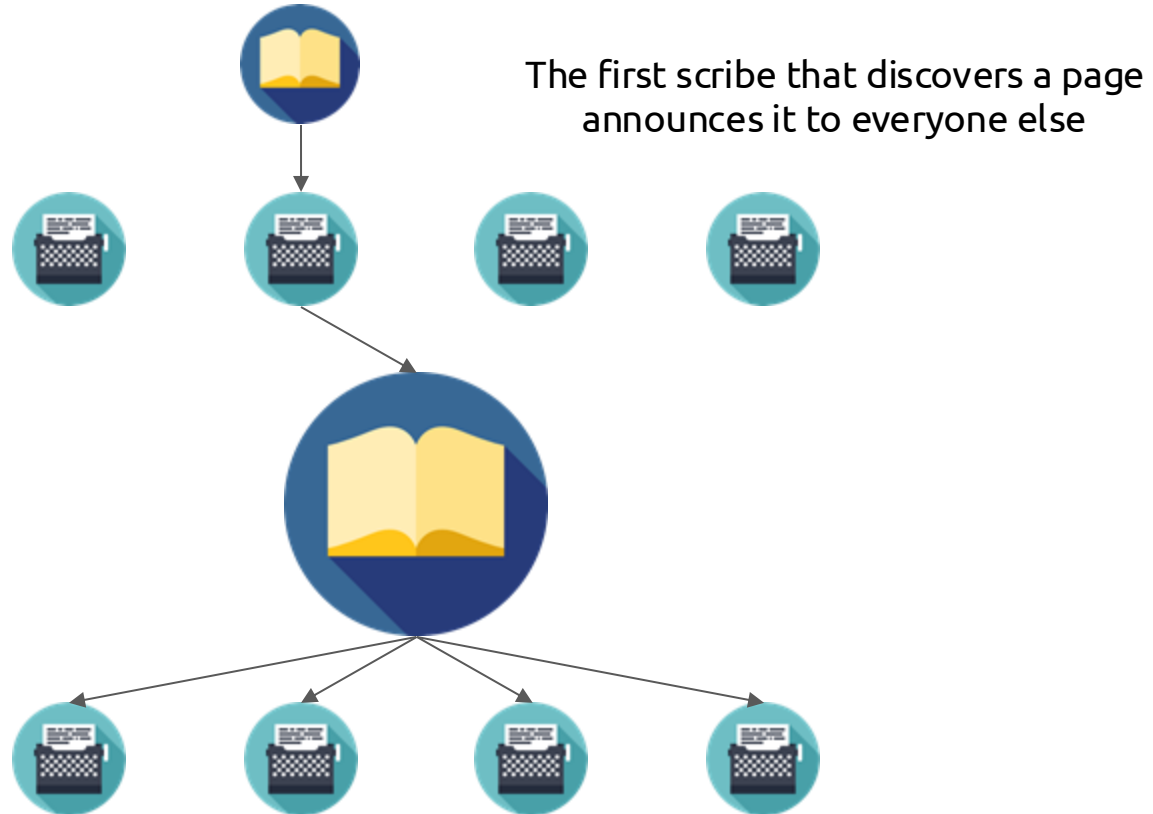 The first scribe that discovers a page
announces it to everyone else